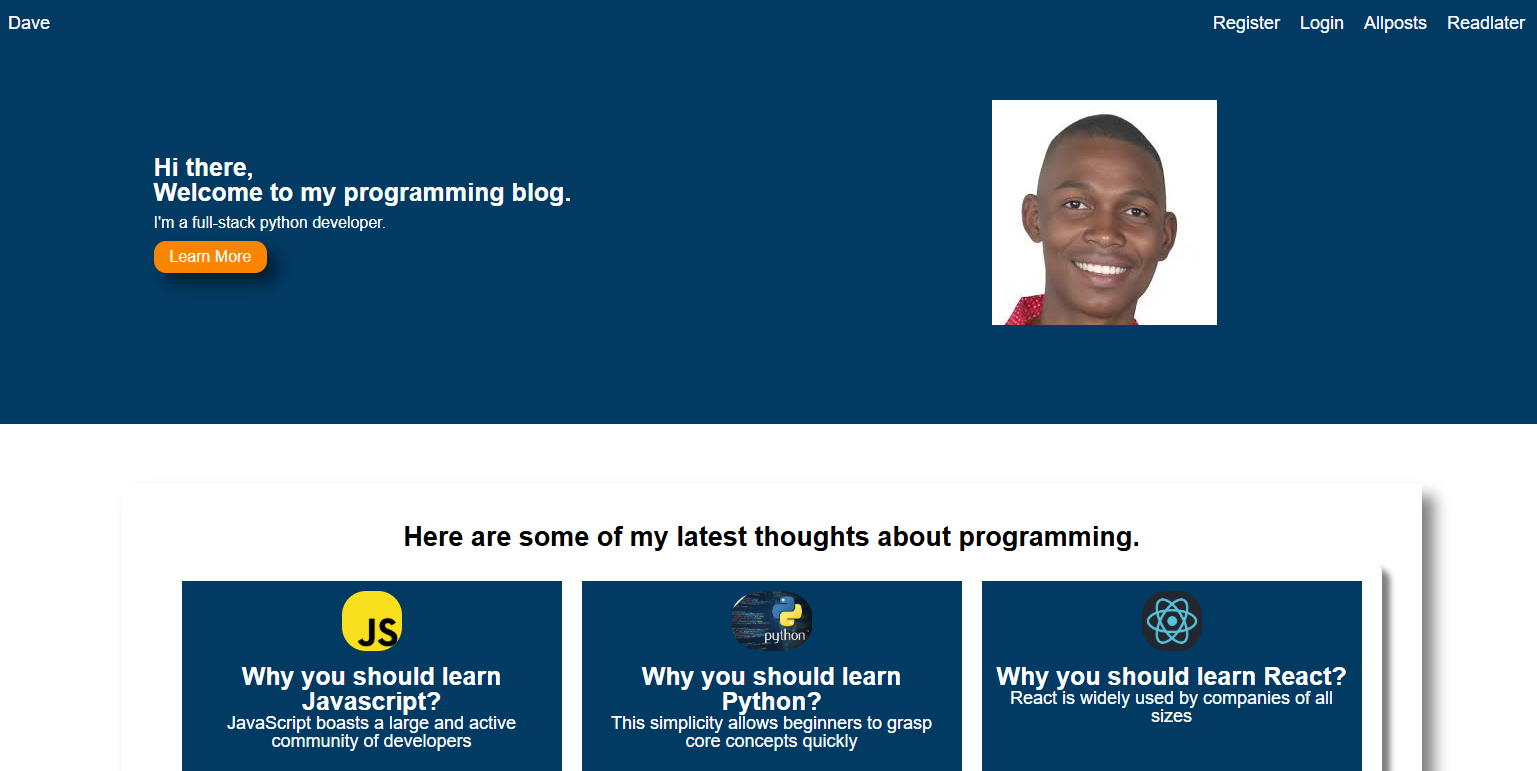 Dave
Register Login Allposts Readlater
Hi there,
Welcome to my programming blog.
I'm a full-stack python developer.
Learn More
Here are some of my latest thoughts about programming.
JS
Why you should learn
Javascript?
JavaScript boasts a large and active
community of developers
python
Why you should learn
Python?
This simplicity allows beginners to grasp
core concepts quickly
Why you should learn React?
React is widely used by companies of all
sizes